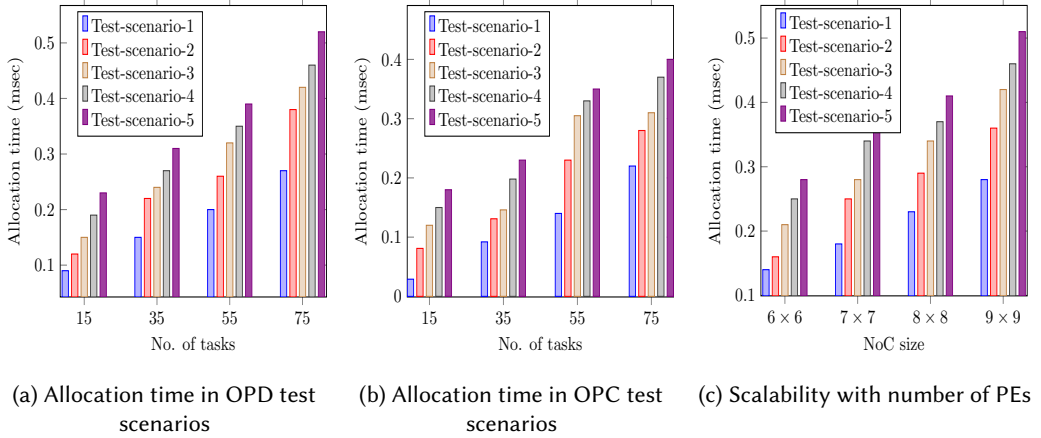 Test-scenario-1
Test-scenario-2
Test-scenario-3
Test-scenario-4
Test-scenario-5
Allocation time (msec)
0.5
0.4
0.3
0.2
0.1
15 35 55 75
No. of tasks
(a) Allocation time in OPD test
scenarios
Test-scenario-1
Test-scenario-2
Test-scenario-3
Test-scenario-4
Test-scenario-5
Allocation time (msec)
0.4
0.3
0.2
0.1
0
15 35 55 75
No. of tasks
(b) Allocation time in OPC test
scenarios
Test-scenario-1
Test-scenario-2
Test-scenario-3
Test-scenario-4
Test-scenario-5
Allocation time (msec)
0.5
0.4
0.3
0.2
0.1
6 × 6 7 × 7 8 × 8 9 × 9
NoC size
(c) Scalability with number of PEs